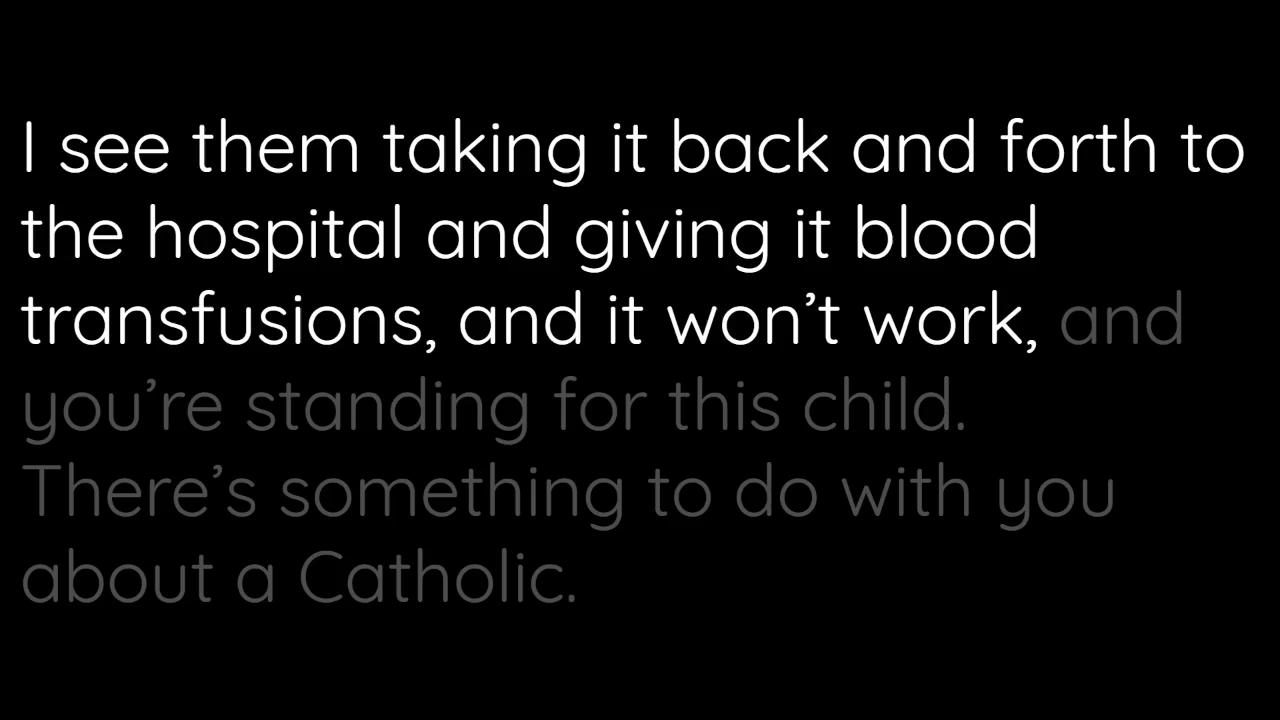 I see them taking it back and forth to
the hospital and giving it blood
transfusions, and it won’t work, and
you’re standing for this child.
There’s something to do with you
about a Catholic.